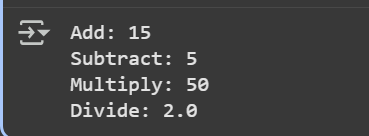 Add: 15
Subtract: 5
Multiply: 50
Divide: 2.0